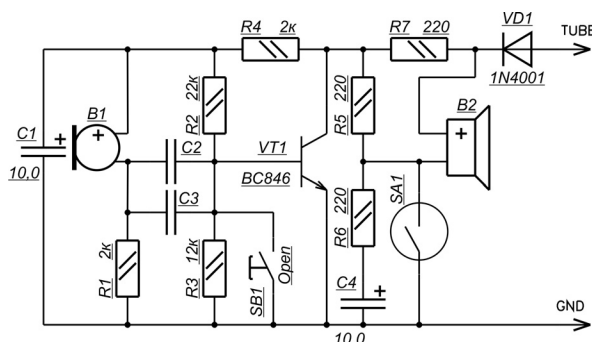 R4 2к
R7 220
VD1
TUBE
1N4001
C1
+
10,0
B1
+
R2 22к
C2
C3
VT1
BC846
R5 220
B2
+
R1 2к
R3 12к
SB1
Open
R6 220
SA1
C4
+
10,0
GND